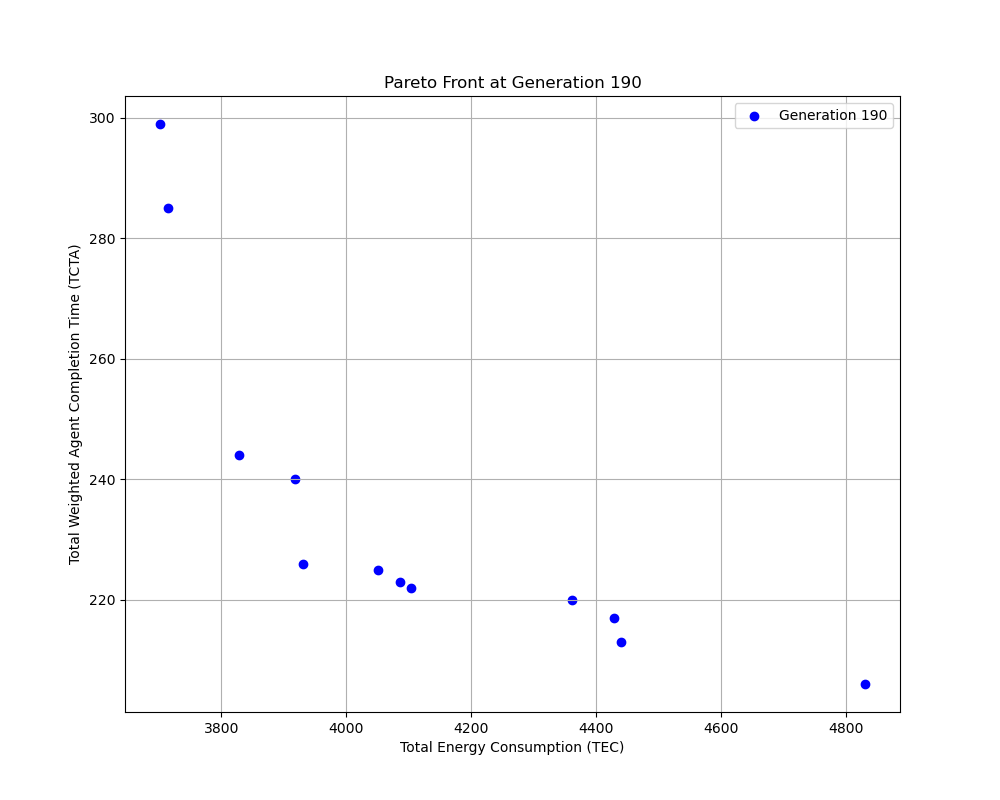 Pareto Front at Generation 190
Generation 190
Total Weighted Agent Completion Time (TCTA)
300
280
260
240
220
3800 4000 4200 4400 4600 4800
Total Energy Consumption (TEC)